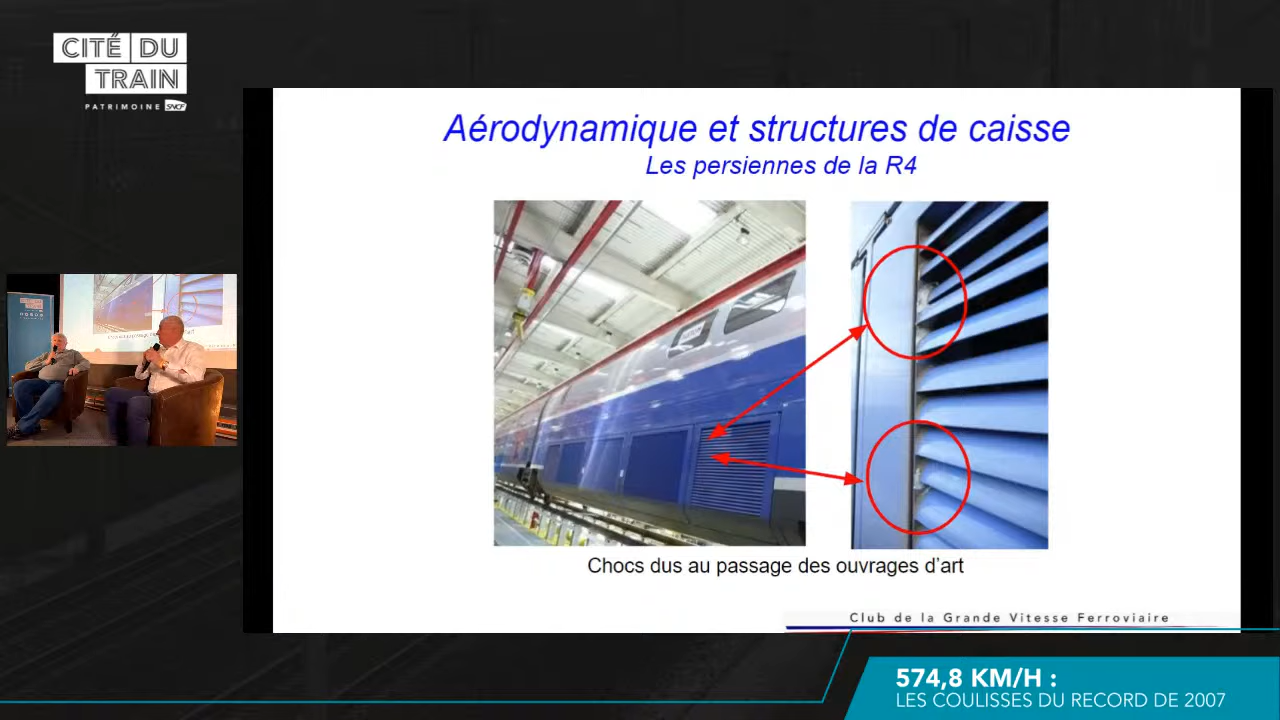 CITÉ DU
TRAIN
PATRIMOINE SNCF
Aérodynamique et structures de caisse
Les persiennes de la R4
Chocs dus au passage des ouvrages d’art
Club de la Grande Vitesse Ferroviaire
574,8 KM/H :
LES COULISSES DU RECORD DE 2007